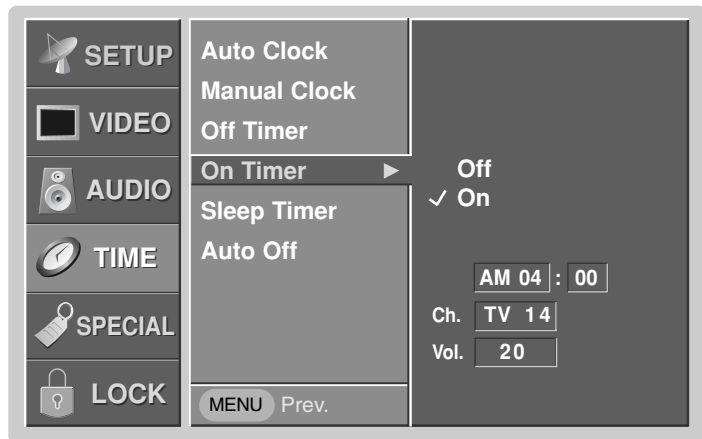 SETUP
VIDEO
AUDIO
TIME
SPECIAL
LOCK
Auto Clock
Manual Clock
Off Timer
On Timer ►
Sleep Timer
Auto Off
MENU Prev.
Off
✓ On
AM 04 : 00
Ch. TV 14
Vol. 20